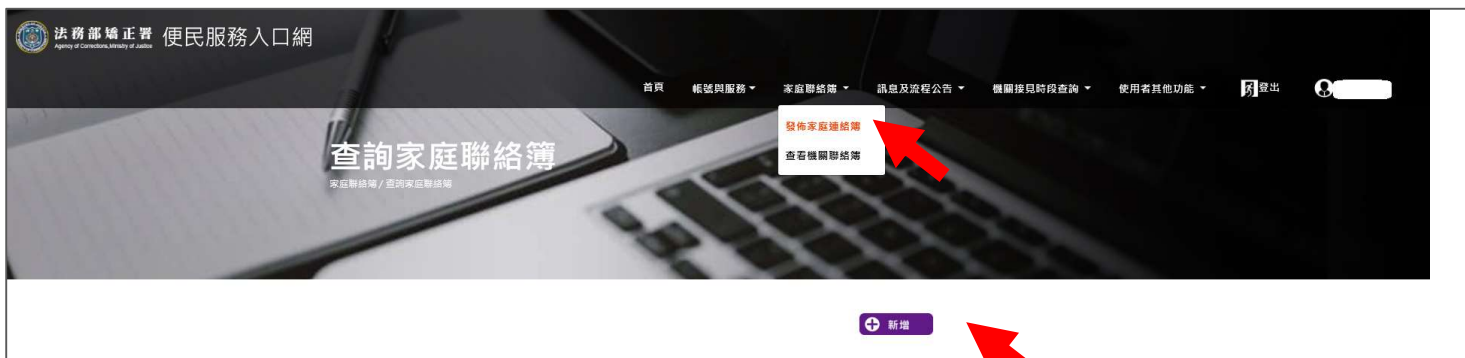 法務部矯正署 便民服務入口網
Agency of Corrections, Ministry of Justice
首頁 帳號與服務 家庭聯絡簿 訊息及流程公告 機關接見時段查詢 使用者其他功能 登出
發佈家庭連絡簿
查看機關聯絡簿
查詢家庭聯絡簿
家庭聯絡簿/查詢家庭聯絡簿
新增